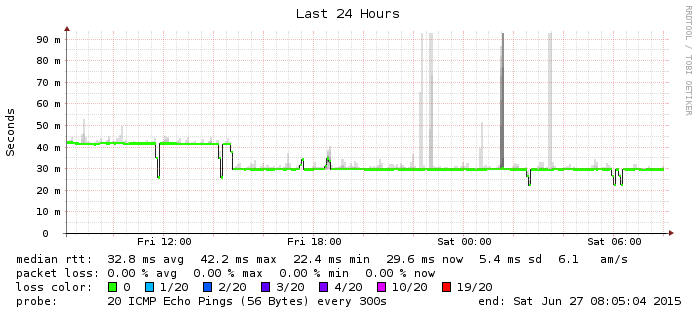 Last 24 Hours
RRDTOOL / TOBI OETIKER
Seconds
90 m
80 m
70 m
60 m
50 m
40 m
30 m
20 m
10 m
0
Fri 12:00 Fri 18:00 Sat 00:00 Sat 06:00
median rtt: 32.8 ms avg 42.2 ms max 22.4 ms min 29.6 ms now 5.4 ms sd 6.1 am/s
packet loss: 0.00 % avg 0.00 % max 0.00 % min 0.00 % now
loss color: 0 1/20 2/20 3/20 4/20 10/20 19/20
probe: 20 ICMP Echo Pings (56 Bytes) every 300s end: Sat Jun 27 08:05:04 2015